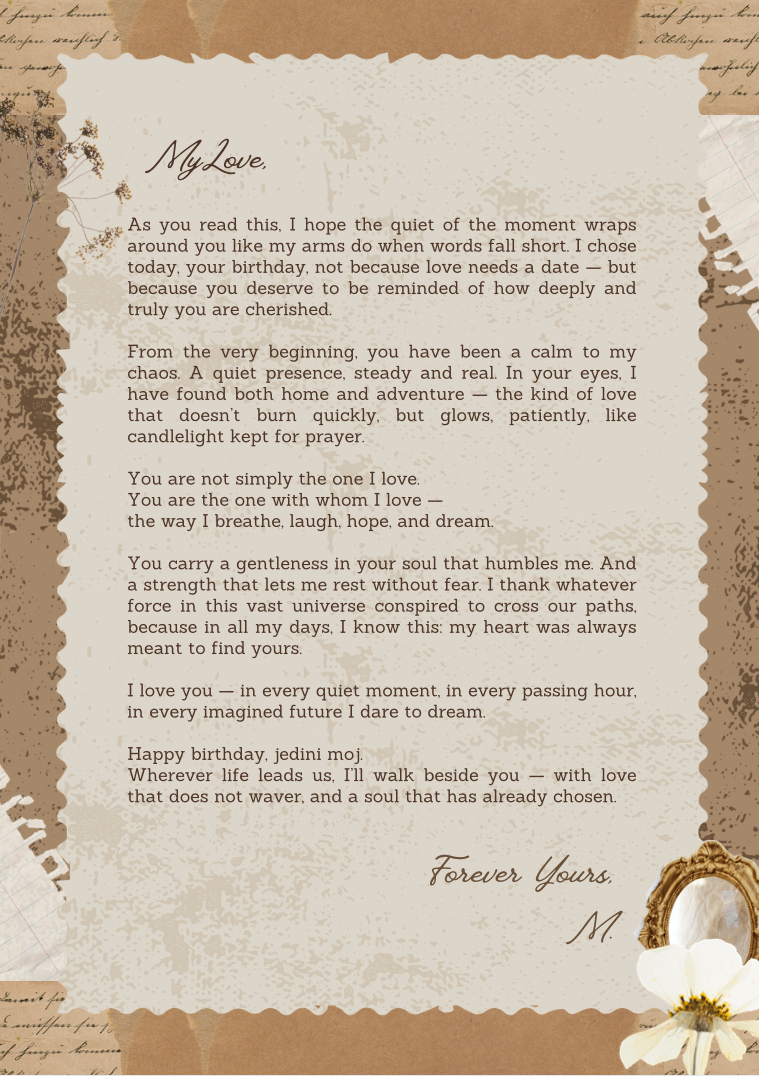 My Love,
As you read this, I hope the quiet of the moment wraps
around you like my arms do when words fall short. I chose
today, your birthday, not because love needs a date — but
because you deserve to be reminded of how deeply and
truly you are cherished.
From the very beginning, you have been a calm to my
chaos. A quiet presence, steady and real. In your eyes, I
have found both home and adventure — the kind of love
that doesn't burn quickly, but glows, patiently, like
candlelight kept for prayer.
You are not simply the one I love.
You are the one with whom I love —
the way I breathe, laugh, hope, and dream.
You carry a gentleness in your soul that humbles me. And
a strength that lets me rest without fear. I thank whatever
force in this vast universe conspired to cross our paths,
because in all my days, I know this: my heart was always
meant to find yours.
I love you — in every quiet moment, in every passing hour,
in every imagined future I dare to dream.
Happy birthday, jedini moj.
Wherever life leads us, I'll walk beside you — with love
that does not waver, and a soul that has already chosen.
Forever Yours,
M.